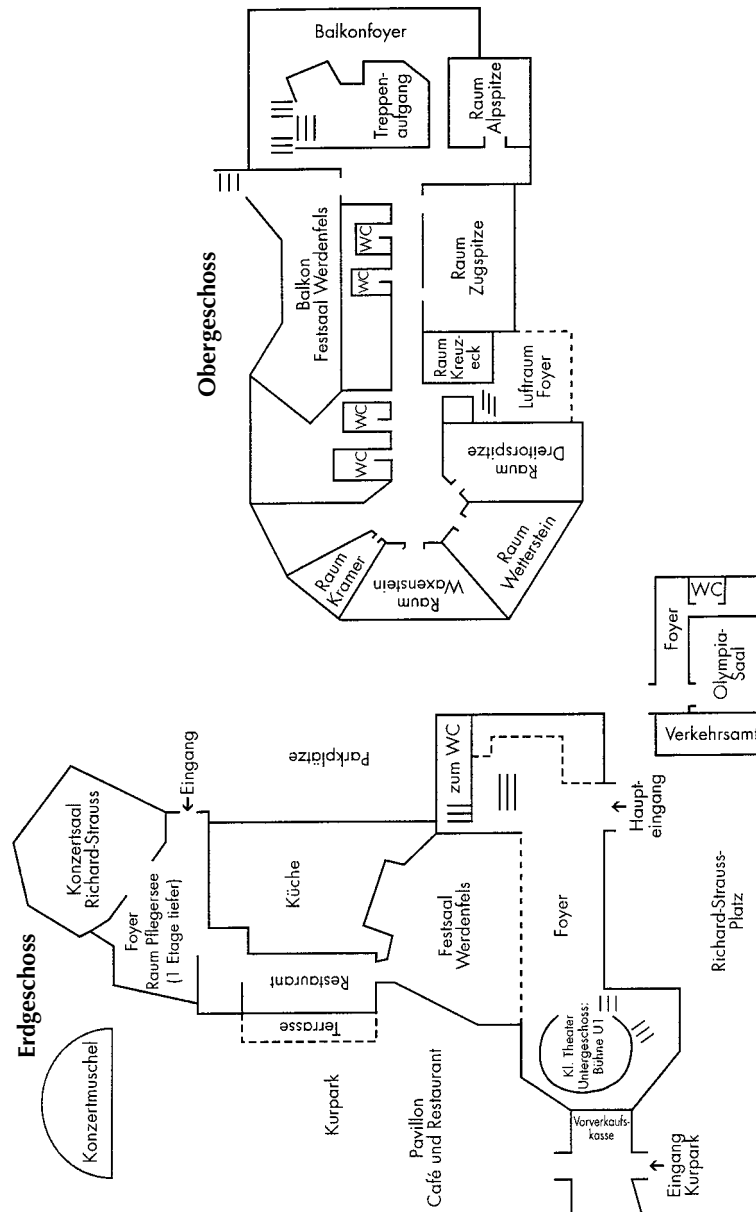 Obergeschoss
Balkonfoyer
Treppen-
aufgang
Raum
Alpspitze
Balkon
Festsaal Werdenfels
WC
WC
WC
WC
Raum
Zugspitze
Raum
Kreuz-
eck
Luftraum
Foyer
Raum
Dreitorspitze
Raum
Wetterstein
Raum
Waxenstein
Raum
Kramer
Erdgeschoss
Konzertmuschel
Konzertsaal
Richard-Strauss
Eingang
Foyer
Raum Pflegersee
(1 Etage tiefer)
Parkplätze
Küche
Restaurant
Terrasse
Kurpark
Pavillon
Café und Restaurant
Festsaal
Werdenfels
zum WC
Foyer
Kl. Theater
Untergeschoss:
Bühne U1
Vorverkaufs-
kasse
Eingang
Kurpark
Haupt-
eingang
Richard-Strauss-
Platz
Foyer
WC
Olympia-
Saal
Verkehrsamt